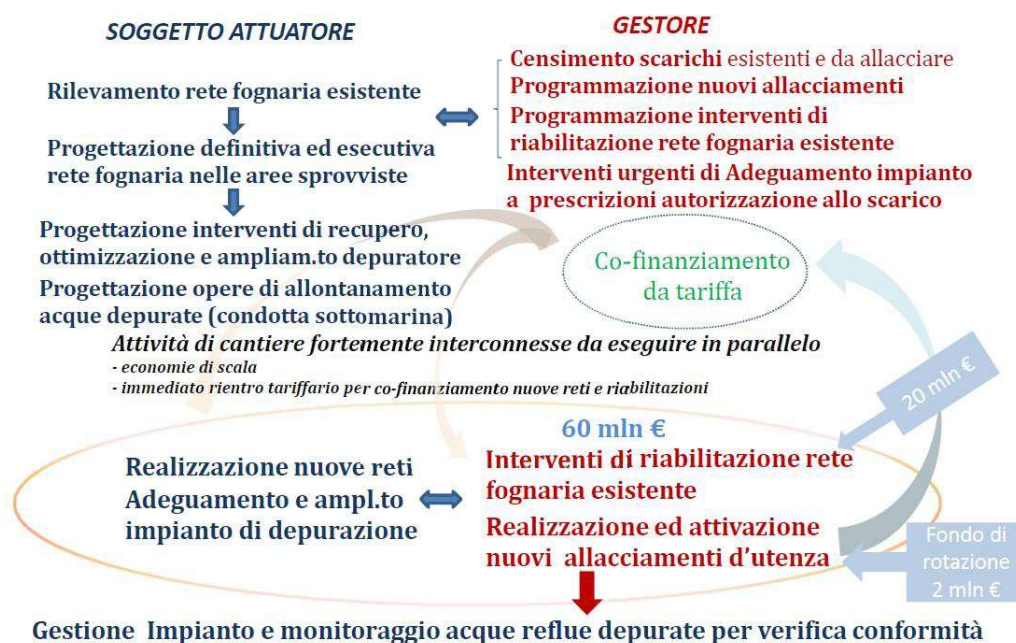 SOGGETTO ATTUATORE
Rilevamento rete fognaria esistente
Progettazione definitiva ed esecutiva
rete fognaria nelle aree sprovviste
Progettazione interventi di recupero,
ottimizzazione e ampliam.to depuratore
Progettazione opere di allontanamento
acque depurate (condotta sottomarina)
GESTORE
Censimento scarichi esistenti e da allacciare
Programmazione nuovi allacciamenti
Programmazione interventi di
riabilitazione rete fognaria esistente
Interventi urgenti di Adeguamento impianto
a prescrizioni autorizzazione allo scarico
Co-finanziamento
da tariffa
Attività di cantiere fortemente interconnesse da eseguire in parallelo
- economie di scala
- immediato rientro tariffario per co-finanziamento nuove reti e riabilitazioni
20 mln €
60 mln €
Realizzazione nuove reti
Adeguamento e ampl.to
impianto di depurazione
Interventi di riabilitazione rete
fognaria esistente
Realizzazione ed attivazione
nuovi allacciamenti d'utenza
Fondo di
rotazione
2 mln €
Gestione Impianto e monitoraggio acque reflue depurate per verifica conformità